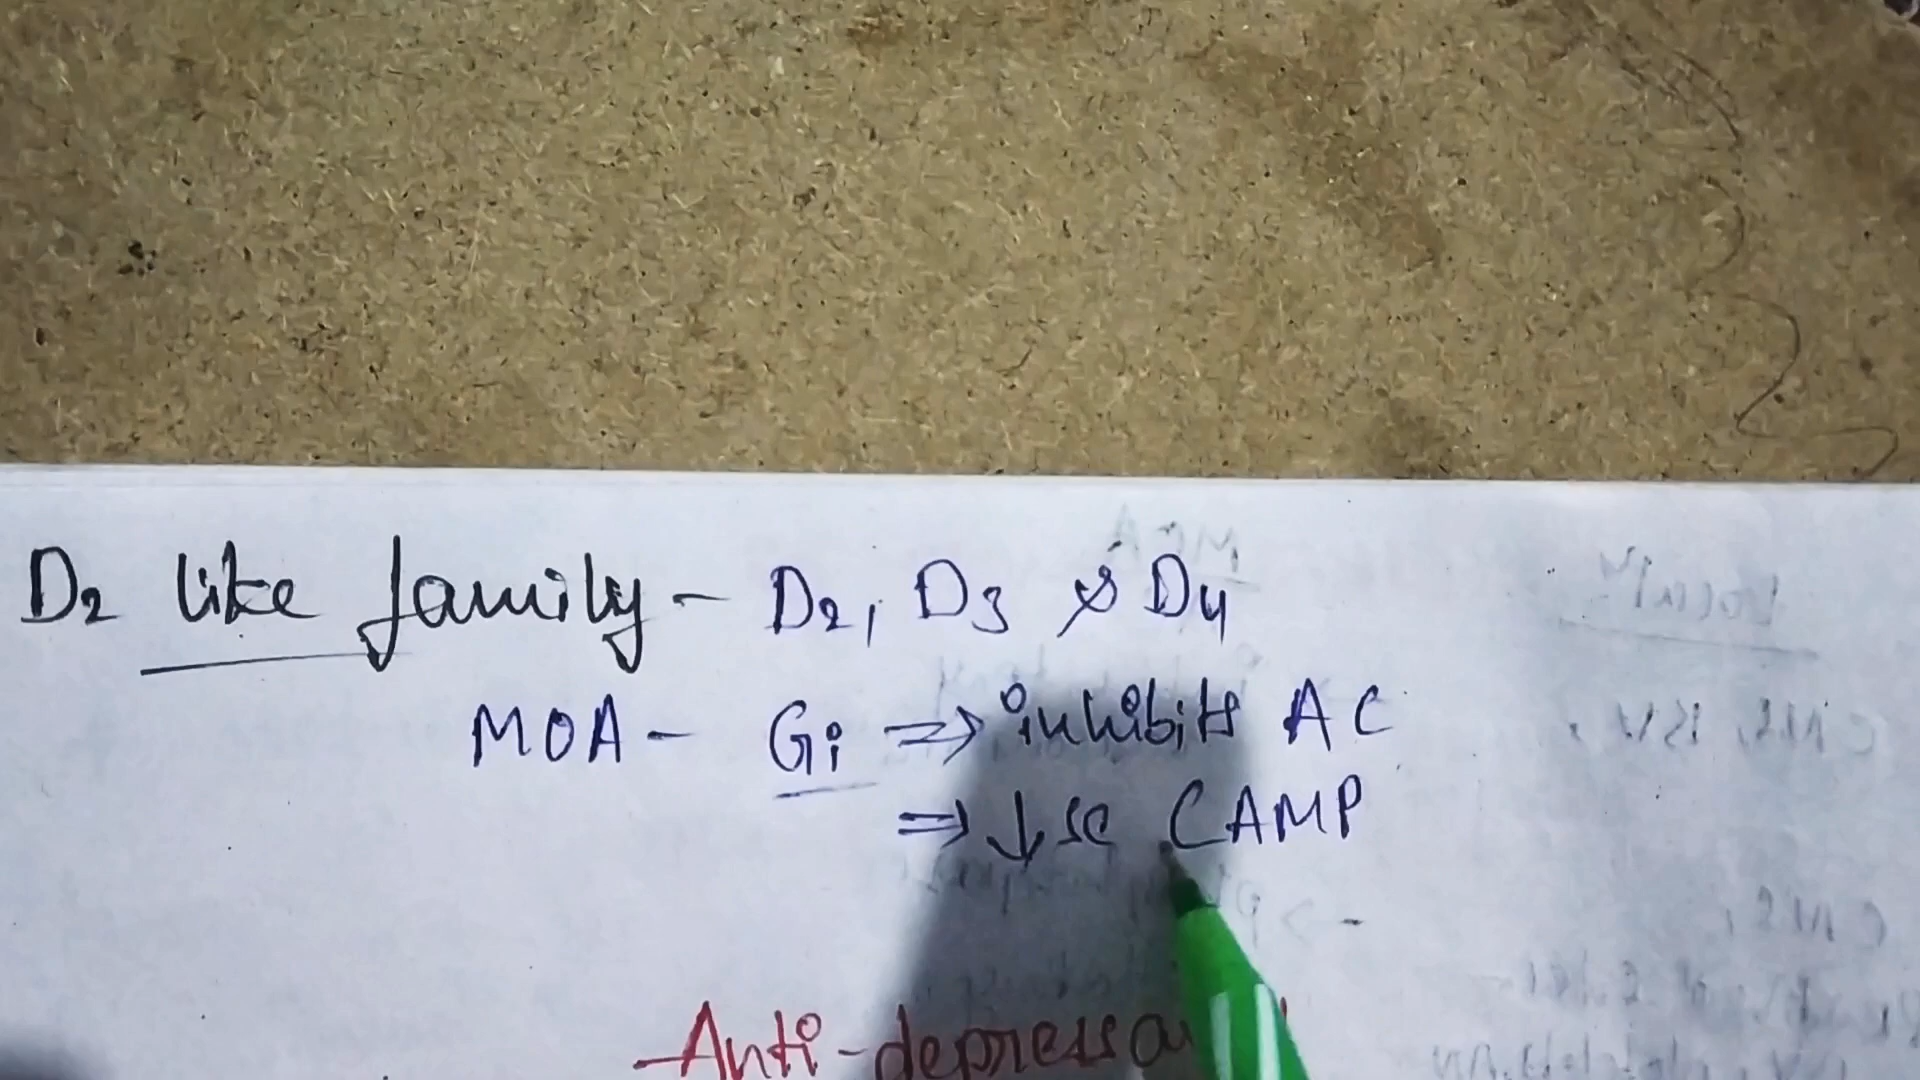 D2 like family - D2, D3 & D4
MOA - Gi ⇒ inhibits AC
⇒ ↓se CAMP
Anti-depressa